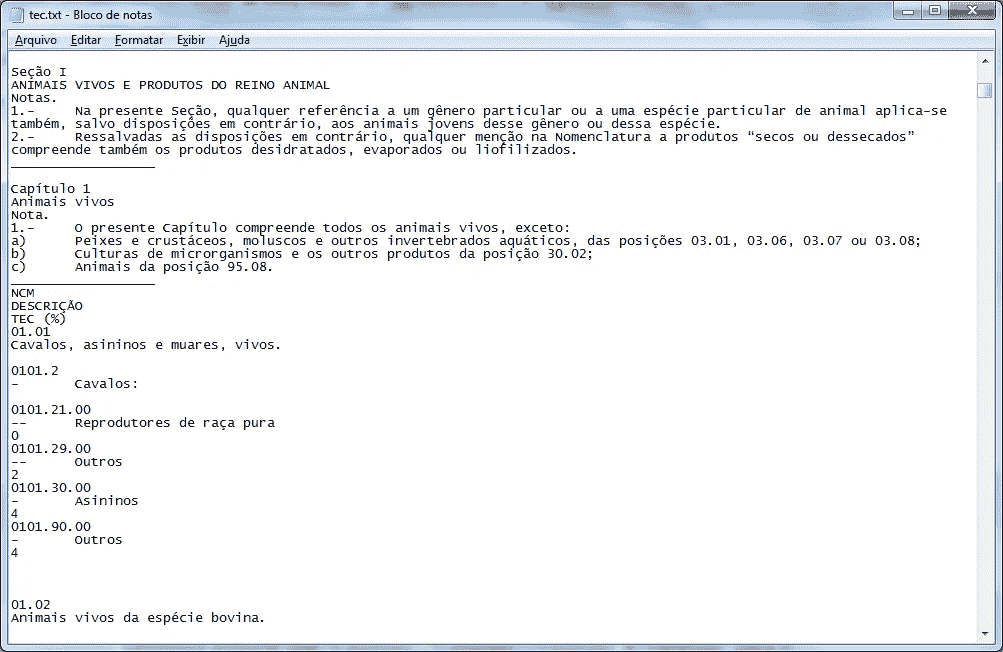 tec.txt - Bloco de notas
Arquivo Editar Formatar Exibir Ajuda
Seção I
ANIMAIS VIVOS E PRODUTOS DO REINO ANIMAL
Notas.
1.- Na presente Seção, qualquer referência a um gênero particular ou a uma espécie particular de animal aplica-se
também, salvo disposições em contrário, aos animais jovens desse gênero ou dessa espécie.
2.- Ressalvadas as disposições em contrário, qualquer menção na Nomenclatura a produtos “secos ou dessecados”
compreende também os produtos desidratados, evaporados ou liofilizados.
Capítulo 1
Animais vivos
Nota.
1.- O presente Capítulo compreende todos os animais vivos, exceto:
a) Peixes e crustáceos, moluscos e outros invertebrados aquáticos, das posições 03.01, 03.06, 03.07 ou 03.08;
b) Culturas de microrganismos e os outros produtos da posição 30.02;
c) Animais da posição 95.08.
NCM
DESCRIÇÃO
TEC (%)
01.01
Cavalos, asininos e muares, vivos.
0101.2
- Cavalos:
0101.21.00
-- Reprodutores de raça pura
0
0101.29.00
-- Outros
2
0101.30.00
- Asininos
4
0101.90.00
- Outros
4
01.02
Animais vivos da espécie bovina.